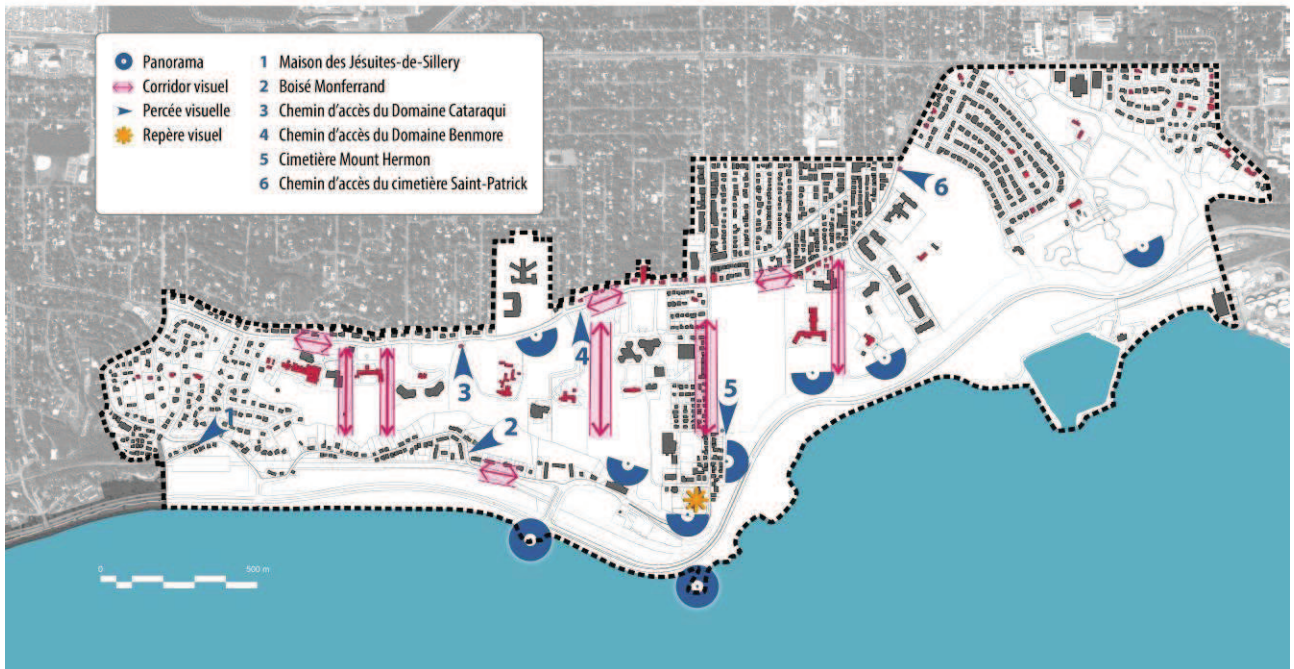 Panorama
Corridor visuel
Percée visuelle
Repère visuel
1 Maison des Jésuites-de-Sillery
2 Boisé Monferrand
3 Chemin d'accès du Domaine Cataraqui
4 Chemin d'accès du Domaine Benmore
5 Cimetière Mount Hermon
6 Chemin d'accès du cimetière Saint-Patrick
6
4
3
5
1
2
0 500 m